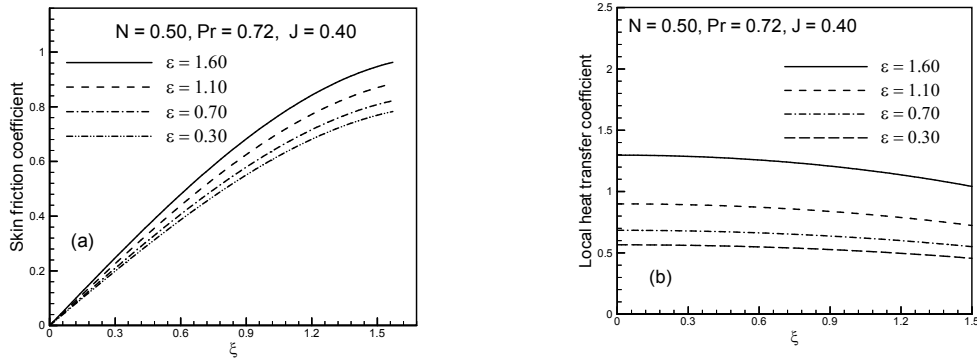 N = 0.50, Pr = 0.72, J = 0.40
ε = 1.60
ε = 1.10
ε = 0.70
ε = 0.30
Skin friction coefficient
1
0.8
0.6
0.4
0.2
0
(a)
0 0.3 0.6 0.9 1.2 1.5
ξ
N = 0.50, Pr = 0.72, J = 0.40
ε = 1.60
ε = 1.10
ε = 0.70
ε = 0.30
Local heat transfer coefficient
2.5
2
1.5
1
0.5
0
(b)
0 0.3 0.6 0.9 1.2 1.5
ξ